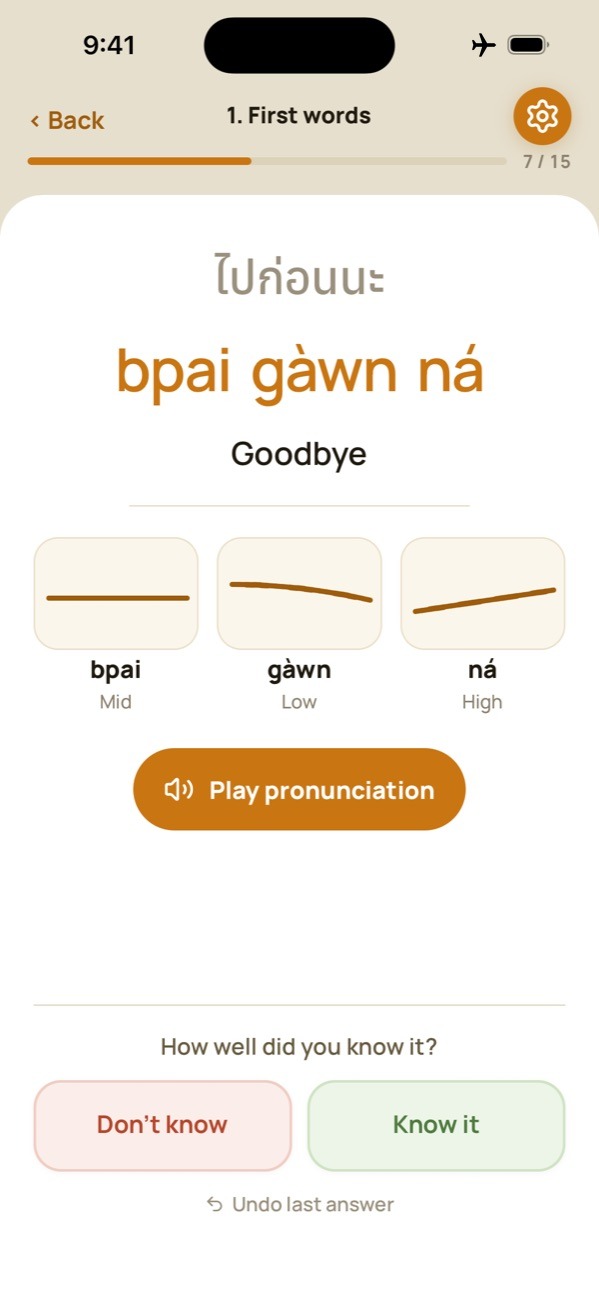 9:41
‹ Back
1. First words
7 / 15
ไปก่อนนะ
bpai gàwn ná
Goodbye
bpai gàwn ná
Mid Low High
Play pronunciation
How well did you know it?
Don't know Know it
Undo last answer